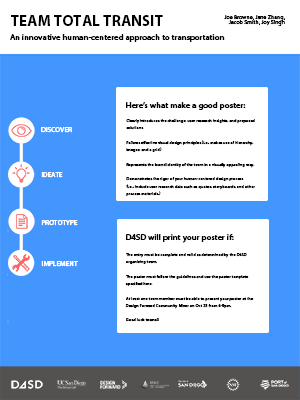 TEAM TOTAL TRANSIT
Joe Browne, Jane Zhang,
Jacob Smith, Joy Singh
An innovative human-centered approach to transportation
DISCOVER
IDEATE
PROTOTYPE
IMPLEMENT
Here's what make a good poster:
Clearly introduces the challenge, user research insights, and proposed
solutions
Follows effective visual design principles (i.e., makes use of hierarchy,
images and a grid)
Represents the brand identity of the team in a visually appealing way.
Demonstrates the rigor of your human-centered design process
(i.e., include user research data such as quotes, storyboards and other
process materials)
D4SD will print your poster if:
The entry must be complete and valid as determined by the D4SD
organizing team.
The poster must follow the guidelines and use the poster template
specified here
At least one team member must be able to present your poster at the
Design Forward Community Mixer on Oct 25 from 6-8pm.
Good luck teams!!
D4SD
UC San Diego
DESIGN
FORWARD
SAN DIEGO
PORT of
SAN DIEGO